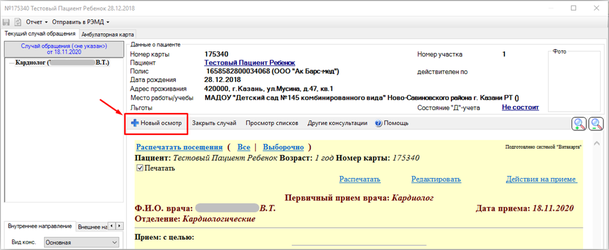 №175340 Тестовый Пациент Ребенок 28.12.2018
Отчет Отправить в РЭМД
Текущий случай обращения Амбулаторная карта
Случай обращения (<не указан>)
от 18.11.2020
Кардиолог ( В.Т.)
Данные о пациенте
Номер карты 175340 Номер участка 1
Пациент Тестовый Пациент Ребенок
Полис 1658582800034068 (ООО "Ак Барс-мед") действителен по
Дата рождения 28.12.2018
Адрес проживания 420000, г.Казань, ул.Мусина, д.47, кв.1
Место работы/учебы МАДОУ "Детский сад №145 комбинированного вида" Ново-Савиновского района г. Казани РТ ()
Льготы Состояние "Д"-учета Не состоит
Фото
Новый осмотр Закрыть случай Просмотр списков Другие консультации Помощь
Распечатать посещения ( Все | Выборочно ) Подготовлено системой "Витакарта"
Пациент: Тестовый Пациент Ребенок Возраст: 1 год Номер карты: 175340
Печатать
Распечатать Редактировать Действия на приеме
Первичный прием врача: Кардиолог
Ф.И.О. врача: В.Т. Дата приема: 18.11.2020
Отделение: Кардиологические
Прием: с целью:
Внутреннее направление Внешнее на
Вид конс. Основная